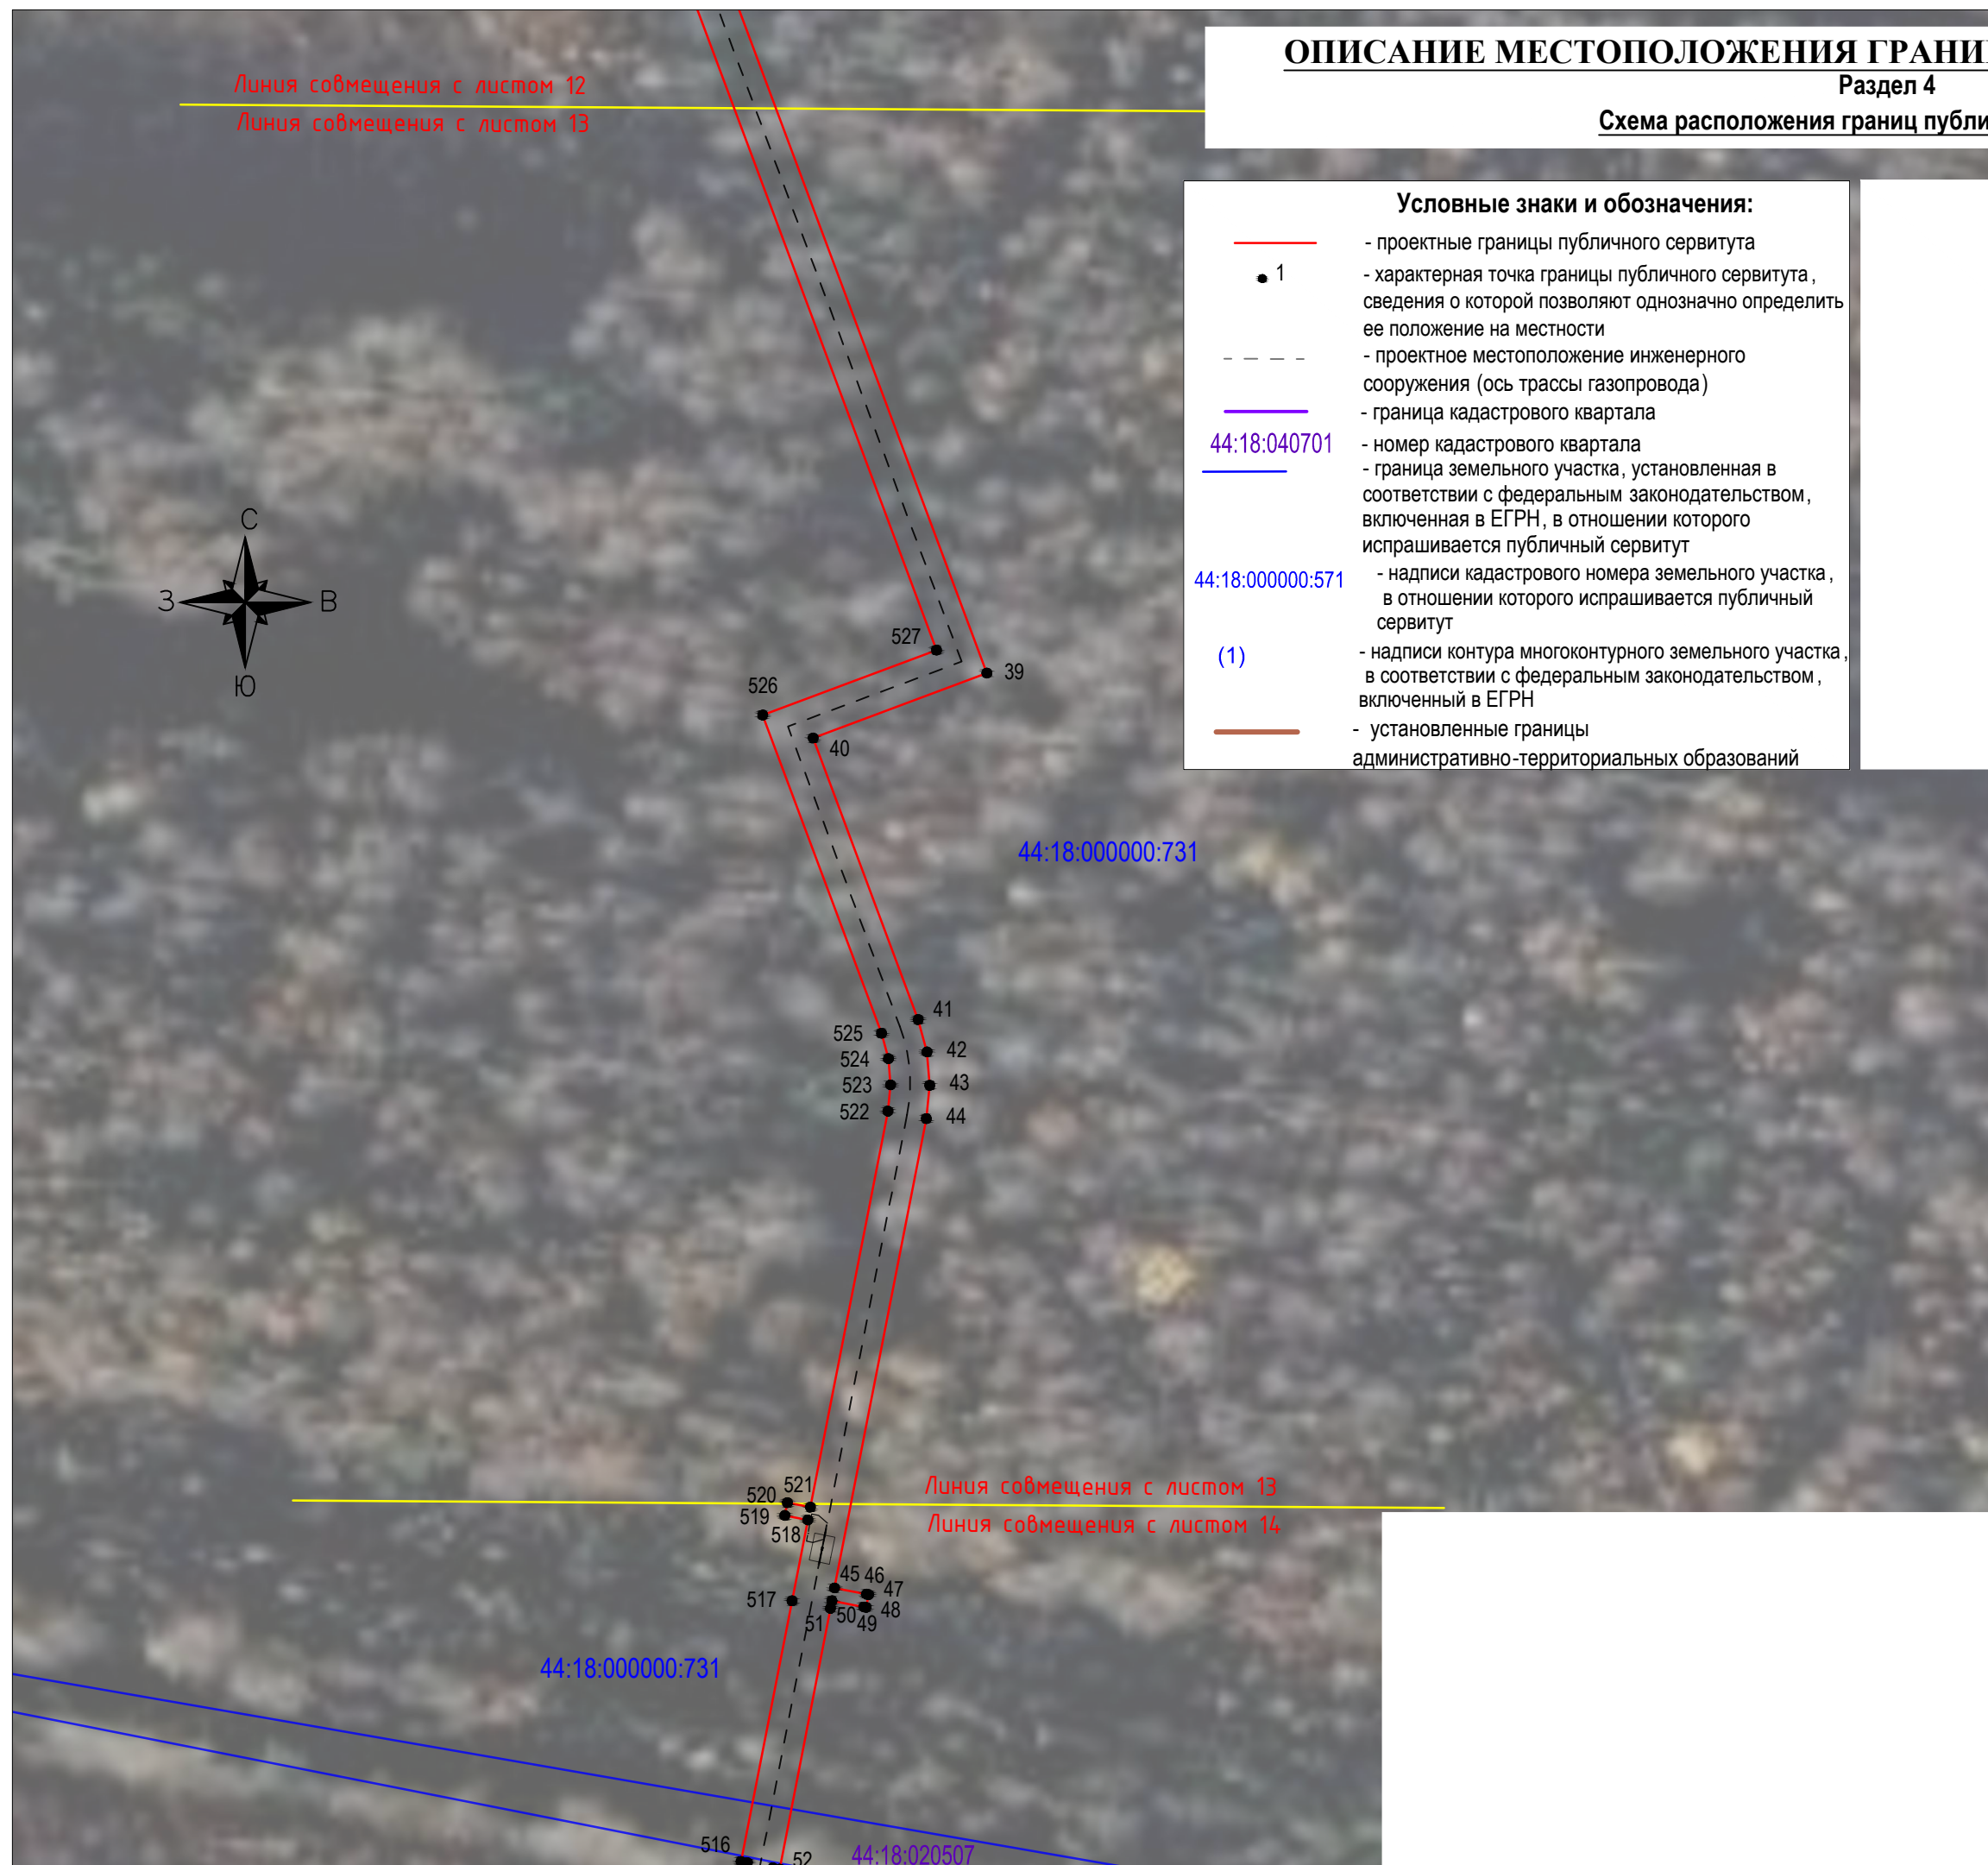 ОПИСАНИЕ МЕСТОПОЛОЖЕНИЯ
Раздел 4
Схема расположения границ
Линия совмещения с листом 12
Линия совмещения с листом 13
Условные знаки и обозначения:
- проектные границы публичного сервитута
1
- характерная точка границы публичного сервитута,
сведения о которой позволяют однозначно определить
ее положение на местности
- проектное местоположение инженерного
сооружения (ось трассы газопровода)
- граница кадастрового квартала
44:18:040701 - номер кадастрового квартала
- граница земельного участка, установленная в
соответствии с федеральным законодательством,
включенная в ЕГРН, в отношении которого
испрашивается публичный сервитут
44:18:000000:571 - надписи кадастрового номера земельного участка,
в отношении которого испрашивается публичный
сервитут
(1) - надписи контура многоконтурного земельного участка,
в соответствии с федеральным законодательством,
включенный в ЕГРН
- установленные границы
административно-территориальных образований
С
З В
Ю
527
39
526
40
44:18:000000:731
41
525
42
524
43
523
44
522
521
520
519
518
Линия совмещения с листом 13
Линия совмещения с листом 14
45 46
47
517
48
51 50 49
44:18:000000:731
516
52
44:18:020507